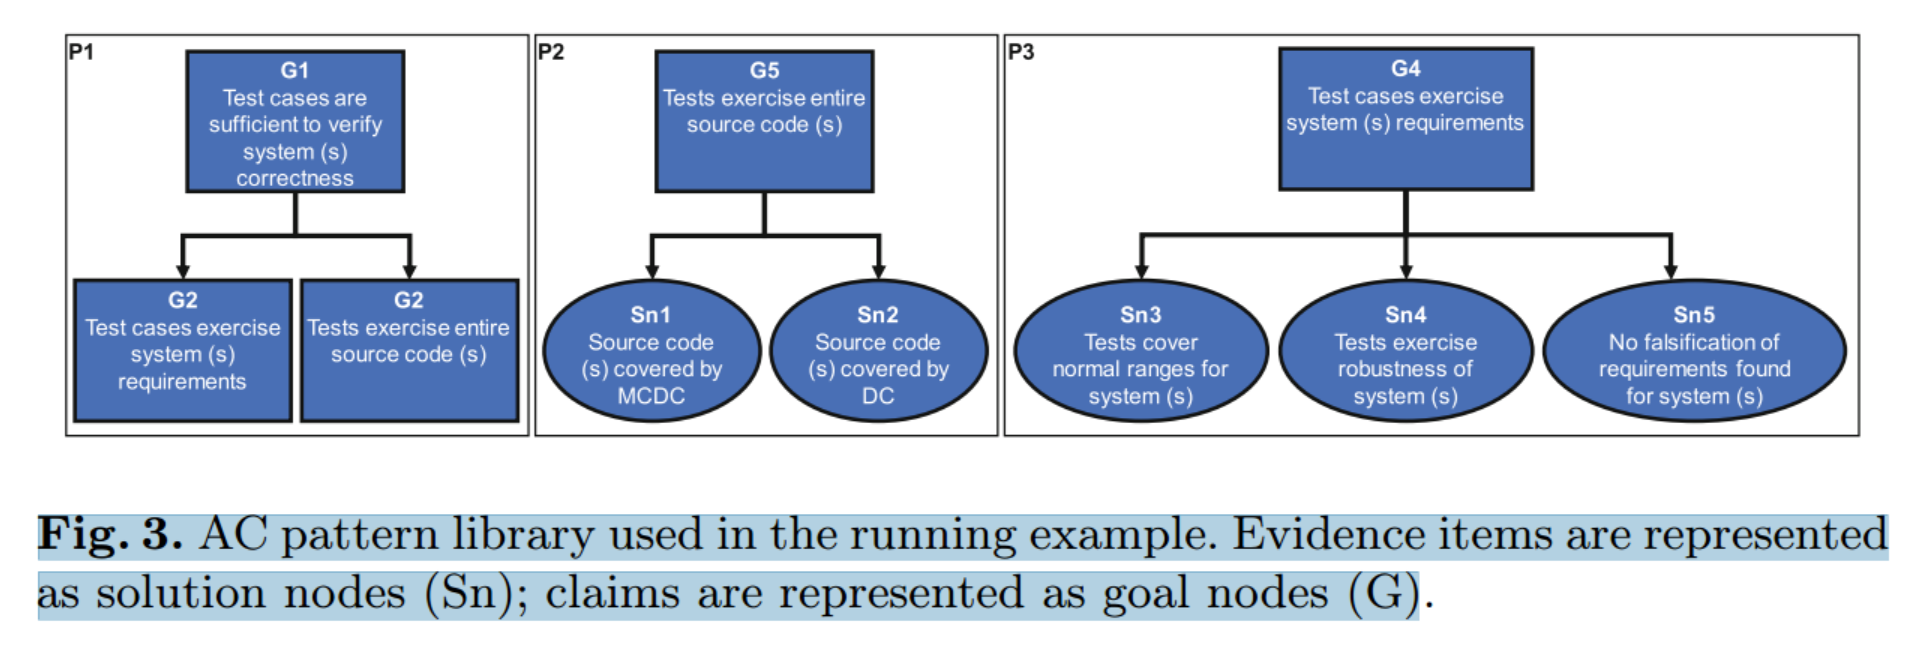 P1
G1
Test cases are
sufficient to verify
system (s)
correctness
G2
Test cases exercise
system (s)
requirements
G2
Tests exercise entire
source code (s)
P2
G5
Tests exercise entire
source code (s)
Sn1
Source code
(s) covered by
MCDC
Sn2
Source code
(s) covered by
DC
P3
G4
Test cases exercise
system (s) requirements
Sn3
Tests cover
normal ranges for
system (s)
Sn4
Tests exercise
robustness of
system (s)
Sn5
No falsification of
requirements found
for system (s)
Fig. 3. AC pattern library used in the running example. Evidence items are represented
as solution nodes (Sn); claims are represented as goal nodes (G).